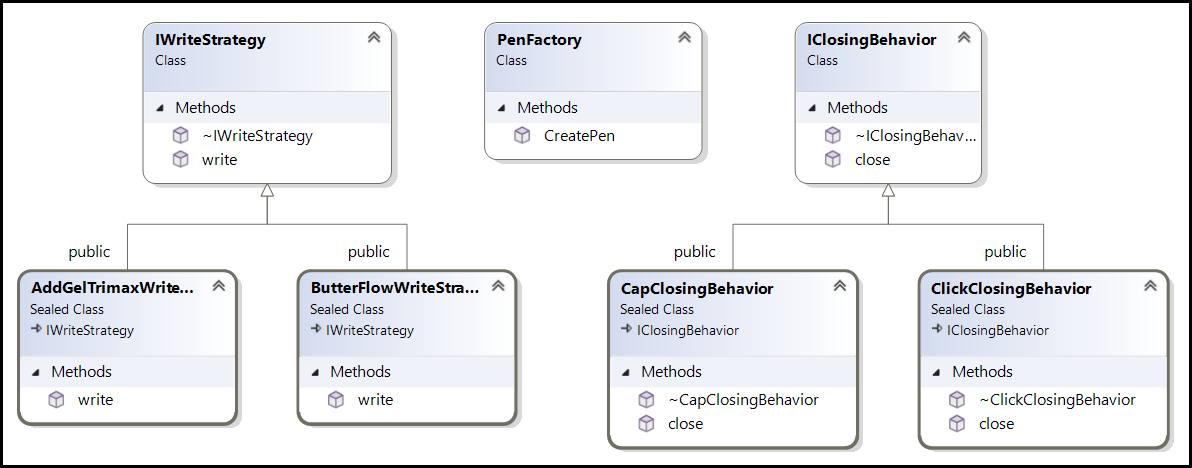 IWriteStrategy
Class
Methods
~IWriteStrategy
write
PenFactory
Class
Methods
CreatePen
IClosingBehavior
Class
Methods
~IClosingBehav...
close
public
public
public
public
AddGelTrimaxWrite...
Sealed Class
IWriteStrategy
Methods
write
ButterFlowWriteStra...
Sealed Class
IWriteStrategy
Methods
write
CapClosingBehavior
Sealed Class
IClosingBehavior
Methods
~CapClosingBehavior
close
ClickClosingBehavior
Sealed Class
IClosingBehavior
Methods
~ClickClosingBehavior
close